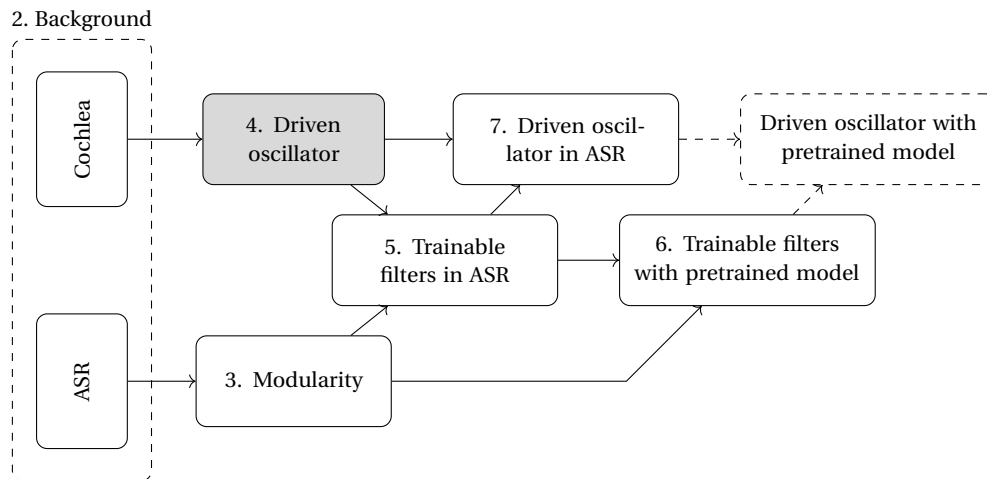 2. Background
Cochlea
4. Driven
oscillator
7. Driven oscil-
lator in ASR
Driven oscillator with
pretrained model
5. Trainable
filters in ASR
6. Trainable filters
with pretrained model
ASR
3. Modularity